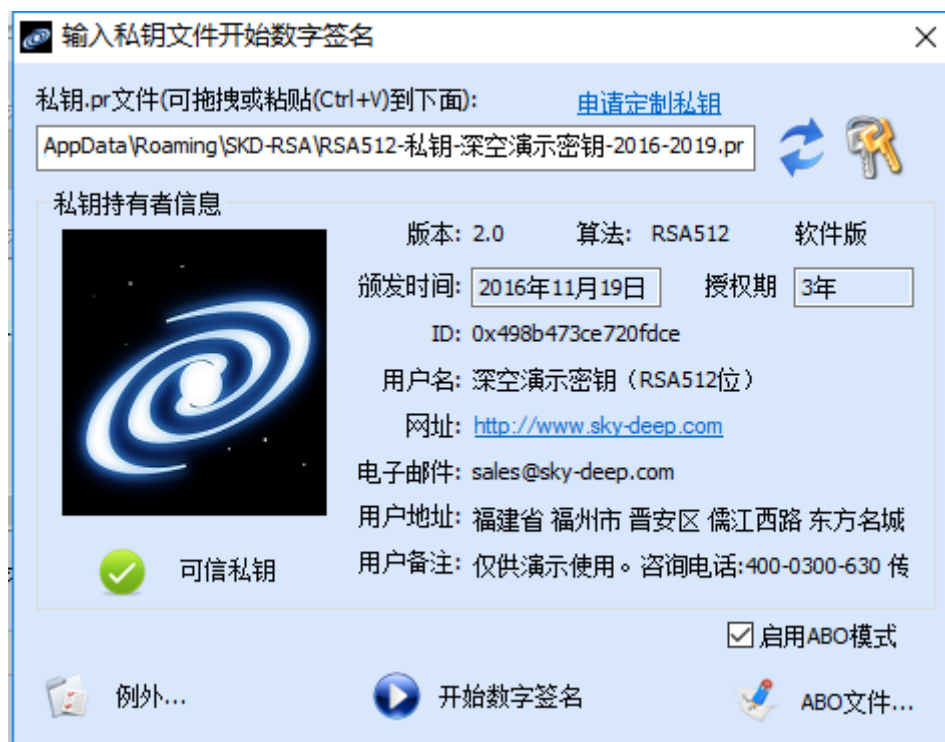 输入私钥文件开始数字签名
私钥.pr文件(可拖拽或粘贴(Ctrl+V)到下面):
申请定制私钥
AppData\Roaming\SKD-RSA\RSA512-私钥-深空演示密钥-2016-2019.pr
私钥持有者信息
版本: 2.0 算法: RSA512 软件版
颁发时间: 2016年11月19日 授权期 3年
ID: 0x498b473ce720fdce
用户名: 深空演示密钥（RSA512位）
网址: http://www.sky-deep.com
电子邮件: sales@sky-deep.com
用户地址: 福建省 福州市 晋安区 儒江西路 东方名城
用户备注: 仅供演示使用。咨询电话:400-0300-630 传
可信私钥
启用ABO模式
例外... 开始数字签名 ABO文件...